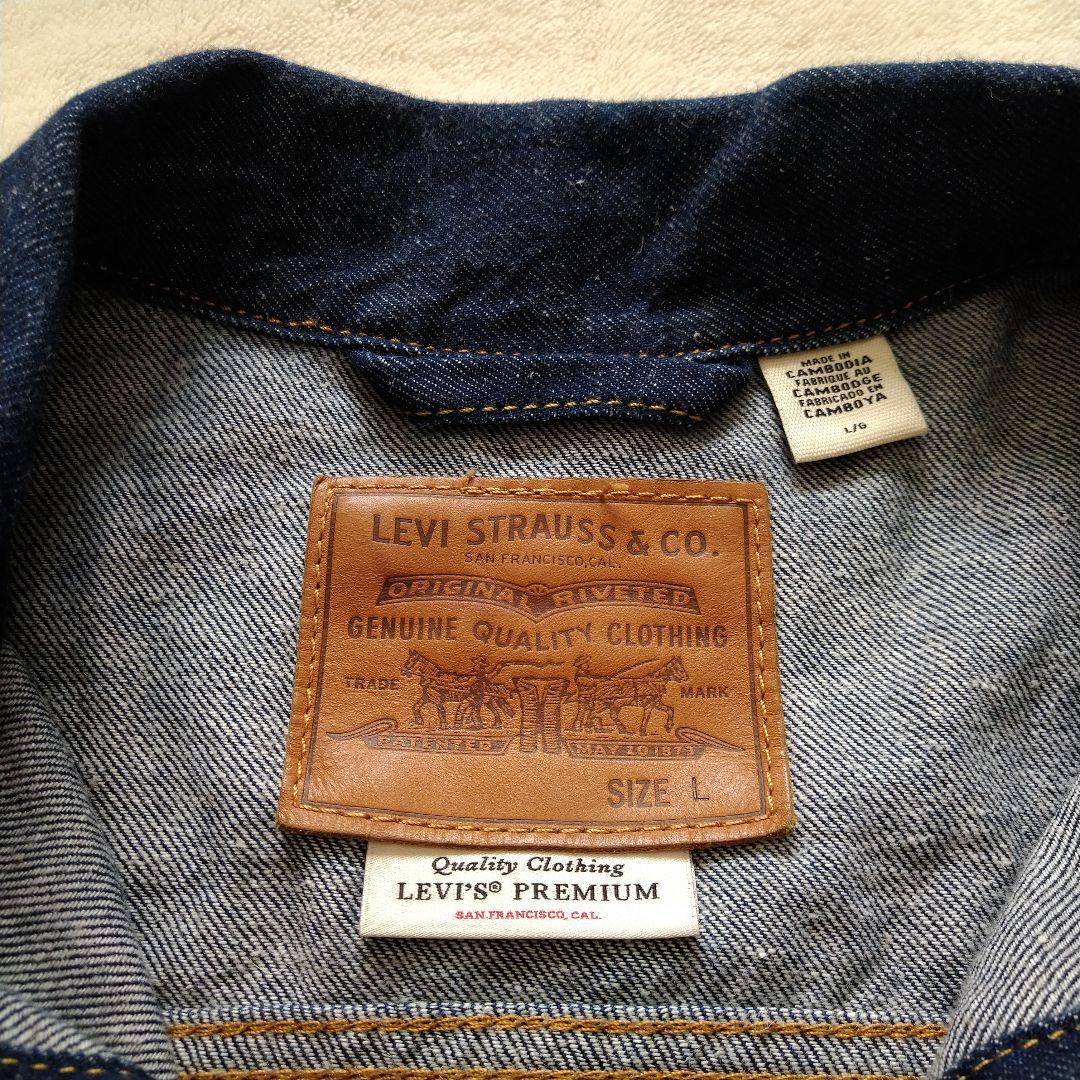 MADE IN
CAMBODIA
FABRIQUE AU
CAMBODGE
FABRICADO EN
CAMBOYA
L/G
LEVI STRAUSS & CO.
SAN FRANCISCO, CAL.
ORIGINAL RIVETED
GENUINE QUALITY CLOTHING
TRADE MARK
PATENTED MAY 20 1873
SIZE L
Quality Clothing
LEVI'S® PREMIUM
SAN FRANCISCO, CAL.